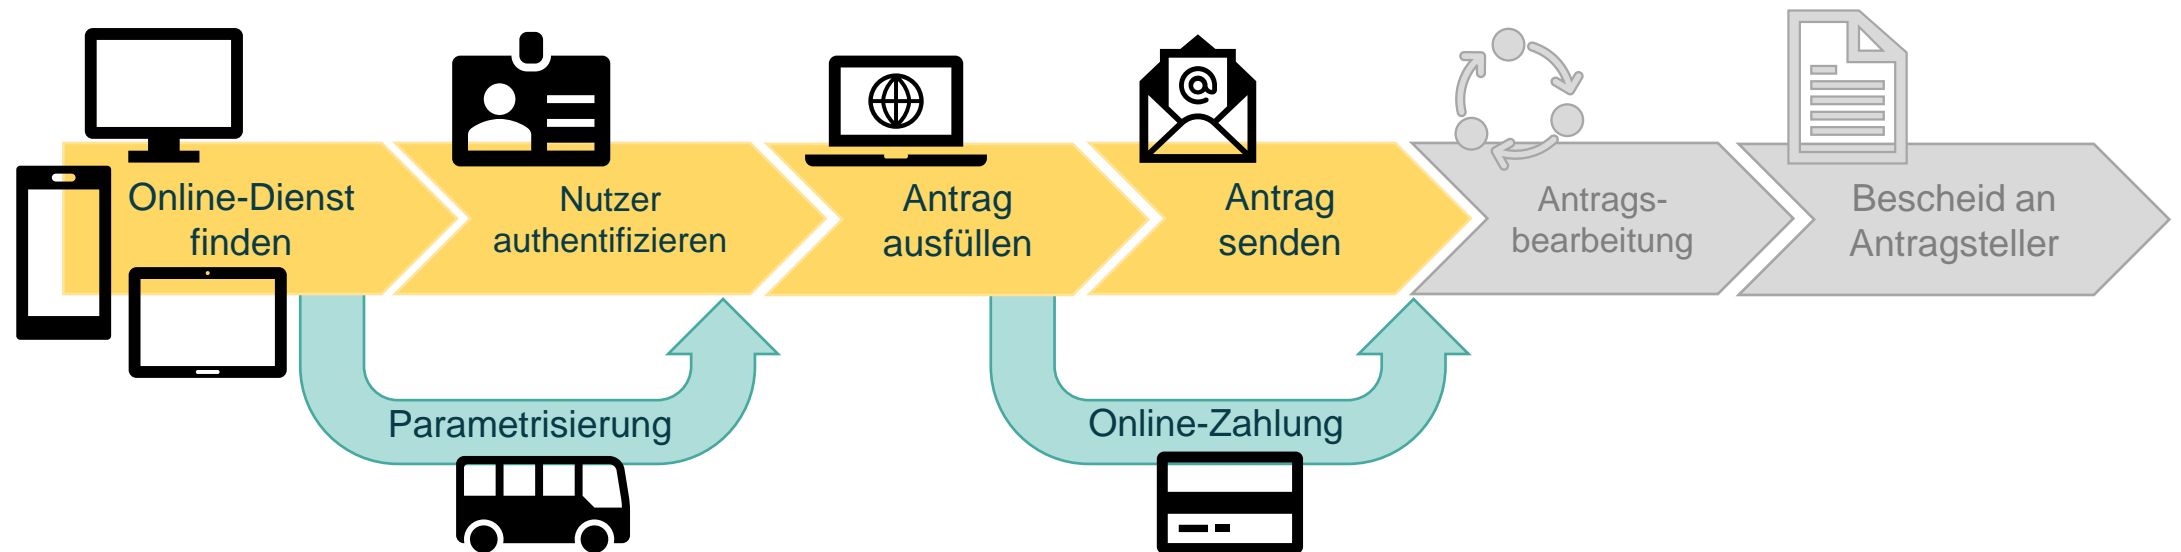 Online-Dienst
finden
Nutzer
authentifizieren
Antrag
ausfüllen
@
Antrag
senden
Antrags-
bearbeitung
Bescheid an
Antragsteller
Parametrisierung
Online-Zahlung